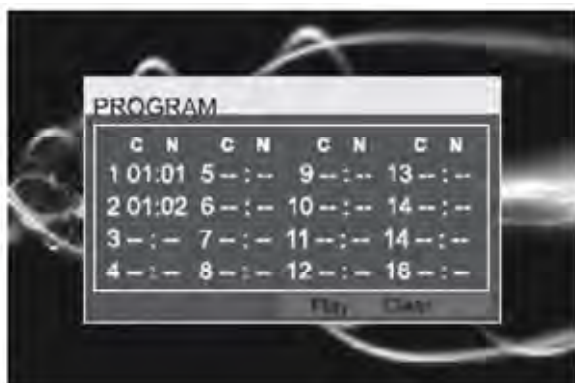 PROGRAM
C N C N C N C N
1 01:01 5 --:-- 9 --:-- 13 --:--
2 01:02 6 --:-- 10 --:-- 14 --:--
3 --:-- 7 --:-- 11 --:-- 14 --:--
4 --:-- 8 --:-- 12 --:-- 16 --:--
Play Clear